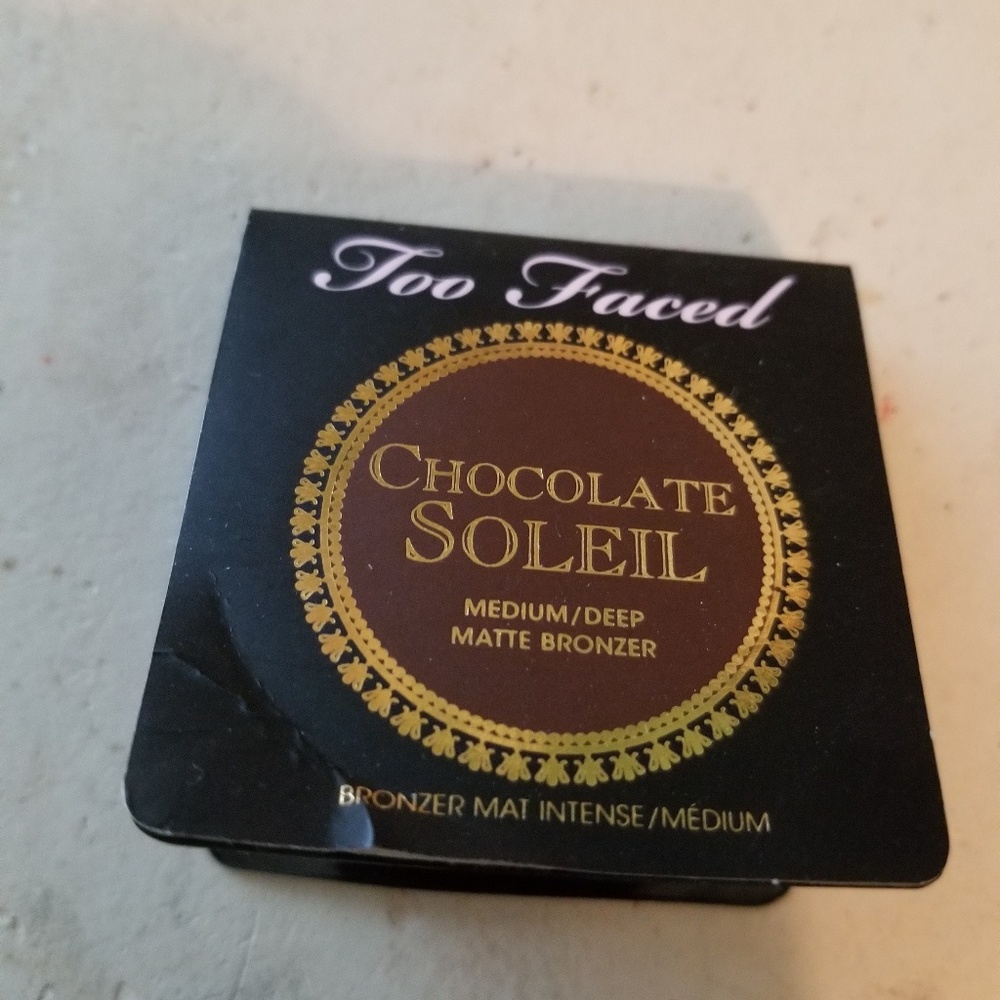 Too Faced
CHOCOLATE
SOLEIL
MEDIUM/DEEP
MATTE BRONZER
BRONZER MAT INTENSE/MÉDIUM